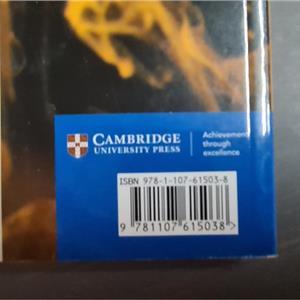 CAMBRIDGE
UNIVERSITY PRESS
Achievement
through
excellence
ISBN 978-1-107-61503-8
9 781107 615038 >